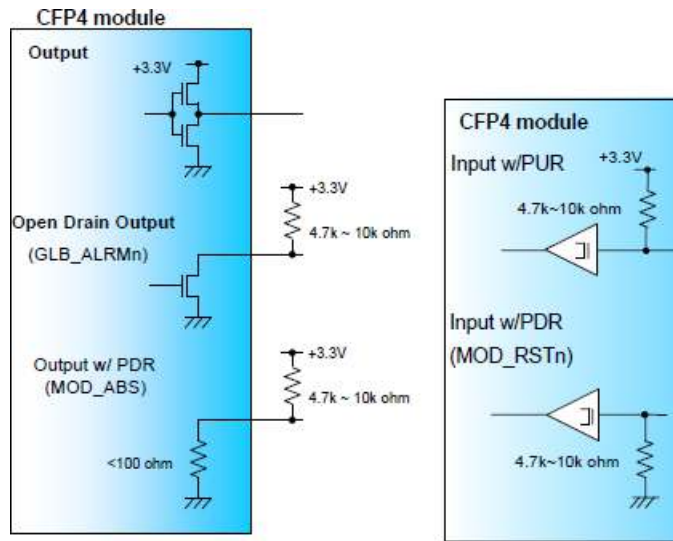 CFP4 module
Output
+3.3V
+3.3V
Open Drain Output
4.7k ~ 10k ohm
(GLB_ALRMn)
Output w/ PDR
+3.3V
(MOD_ABS)
4.7k ~ 10k ohm
<100 ohm
CFP4 module
Input w/PUR
+3.3V
4.7k~10k ohm
Input w/PDR
(MOD_RSTn)
4.7k~10k ohm